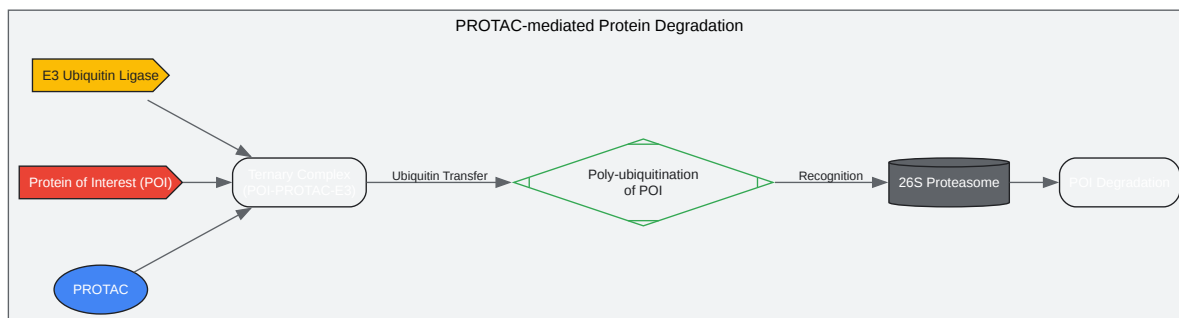 PROTAC-mediated Protein Degradation
E3 Ubiquitin Ligase
Protein of Interest (POI)
PROTAC
Ternary Complex
(POI-PROTAC-E3)
Ubiquitin Transfer
Poly-ubiquitination
of POI
Recognition
26S Proteasome
POI Degradation